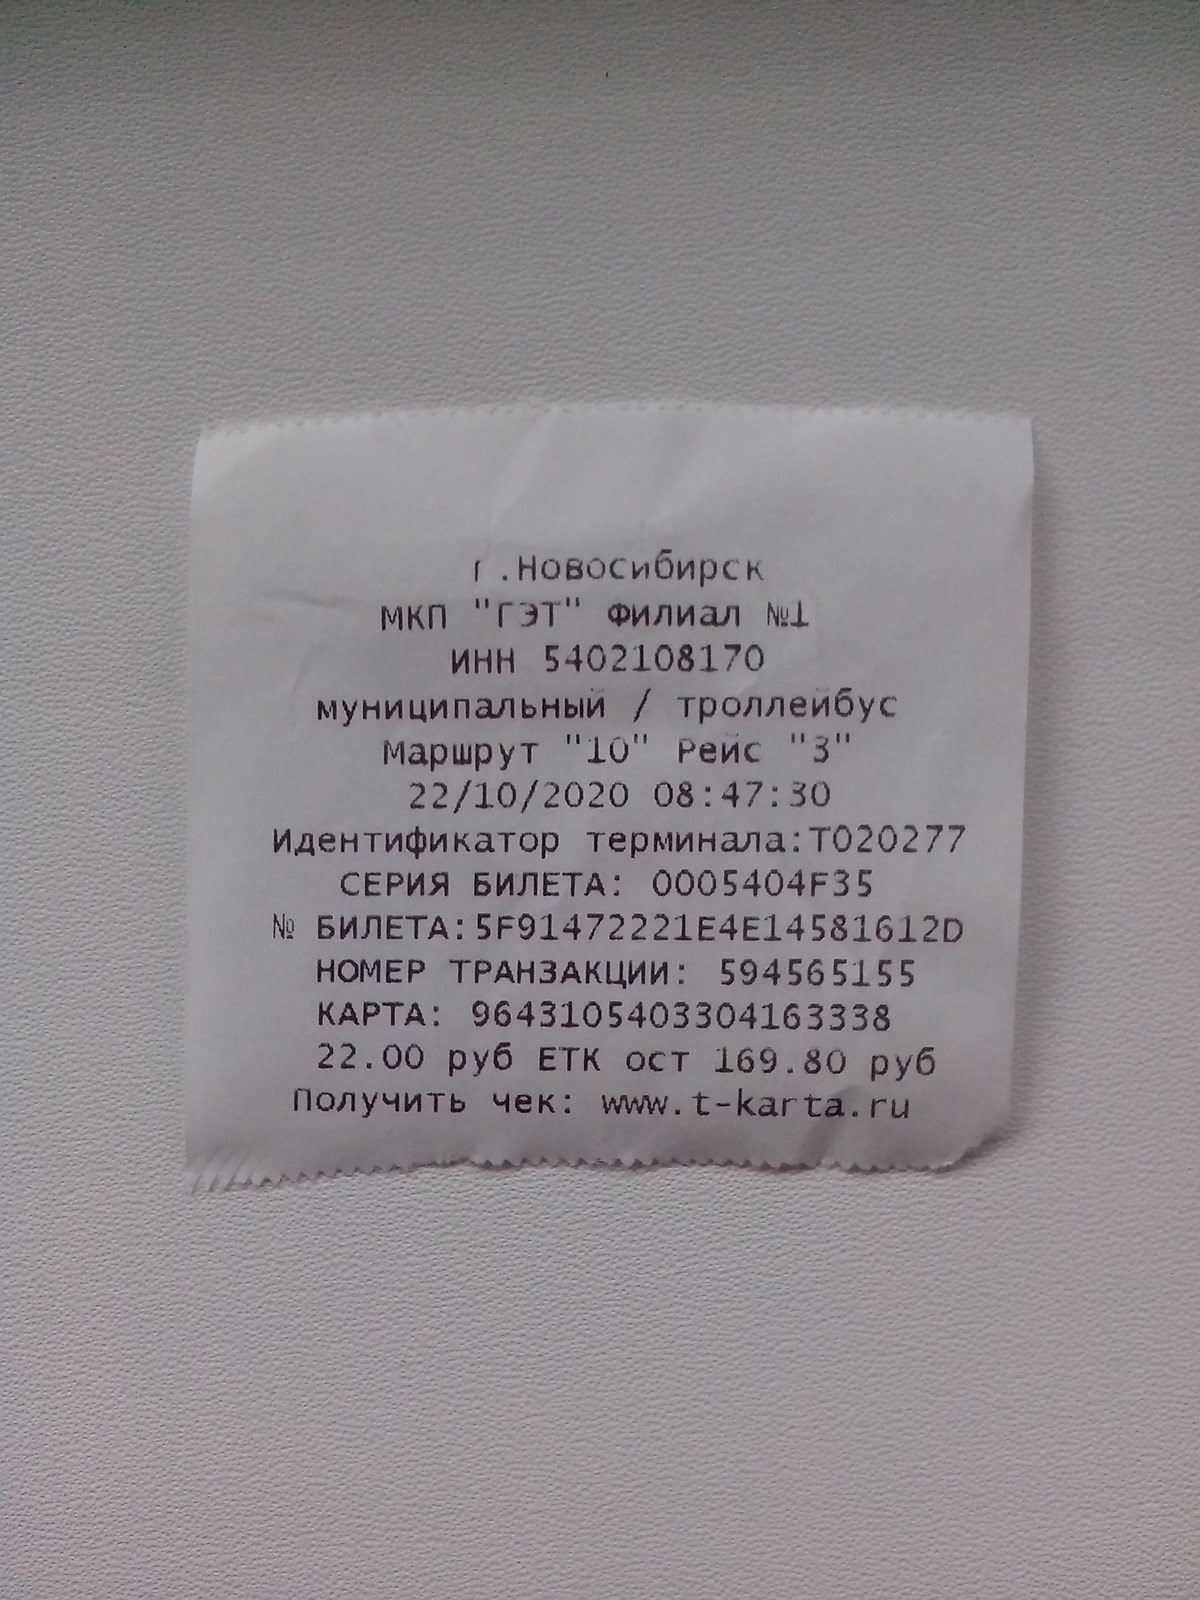 г.Новосибирск
МКП "ГЭТ" Филиал №1
ИНН 5402108170
муниципальный / троллейбус
Маршрут "10" Рейс "3"
22/10/2020 08:47:30
Идентификатор терминала:T020277
СЕРИЯ БИЛЕТА: 0005404F35
№ БИЛЕТА:5F91472221E4E14581612D
НОМЕР ТРАНЗАКЦИИ: 594565155
КАРТА: 9643105403304163338
22.00 руб ЕТК ост 169.80 руб
Получить чек: www.t-karta.ru